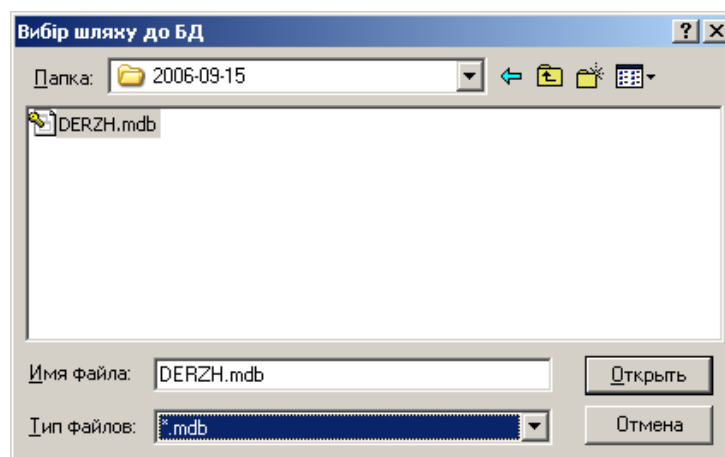 Вибір шляху до БД
Папка: 2006-09-15
DERZH.mdb
Имя файла: DERZH.mdb Открыть
Тип файлов: *.mdb Отмена